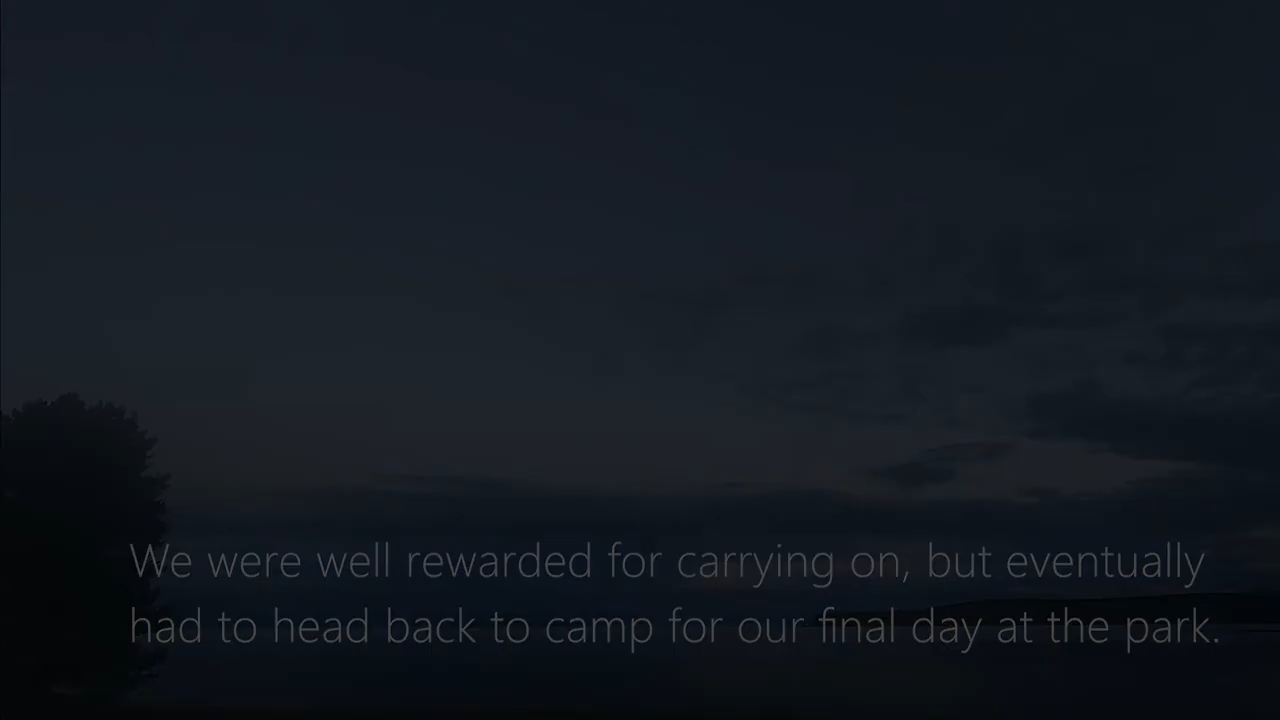 We were well rewarded for carrying on, but eventually
had to head back to camp for our final day at the park.